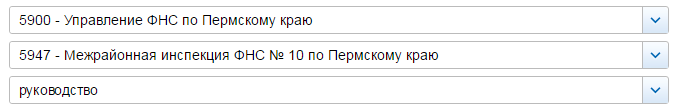 5900 - Управление ФНС по Пермскому краю
5947 - Межрайонная инспекция ФНС № 10 по Пермскому краю
руководство